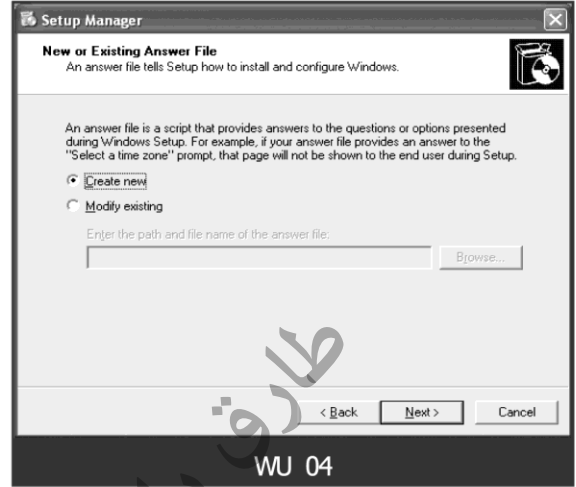 Setup Manager
New or Existing Answer File
An answer file tells Setup how to install and configure Windows.
An answer file is a script that provides answers to the questions or options presented
during Windows Setup. For example, if your answer file provides an answer to the
"Select a time zone" prompt, that page will not be shown to the end user during Setup.
Create new
Modify existing
Enter the path and file name of the answer file:
Browse...
< Back Next > Cancel
طارق
WU 04